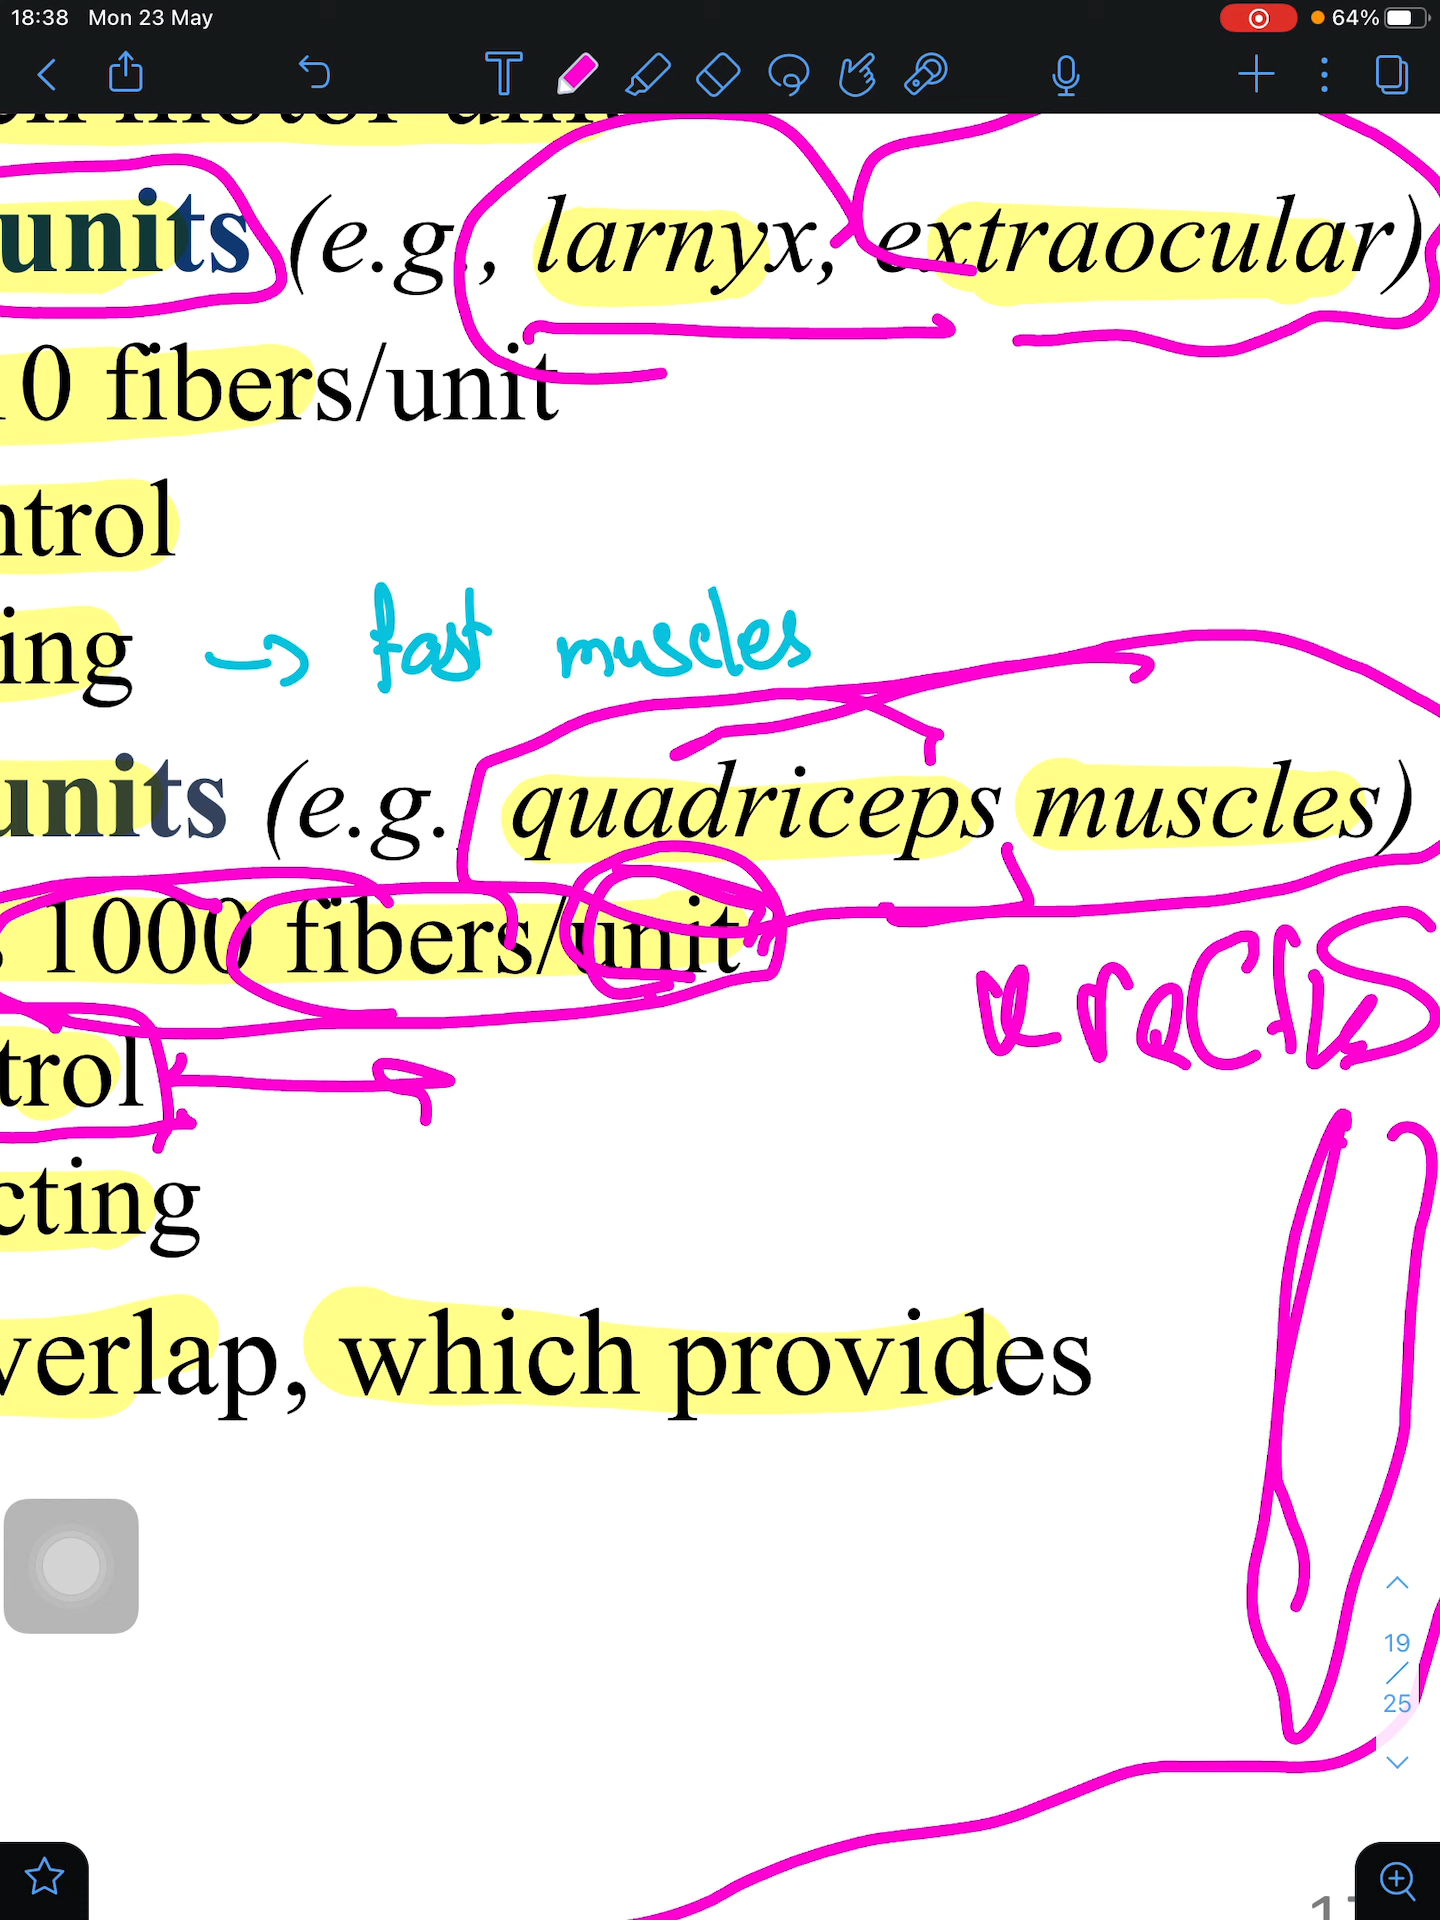 18:38 Mon 23 May 64%
units (e.g., larnyx, extraocular)
10 fibers/unit
ntrol
ing → fast muscles
units (e.g. quadriceps muscles)
1000 fibers/unit
trol
cting
verlap, which provides
19
/
25